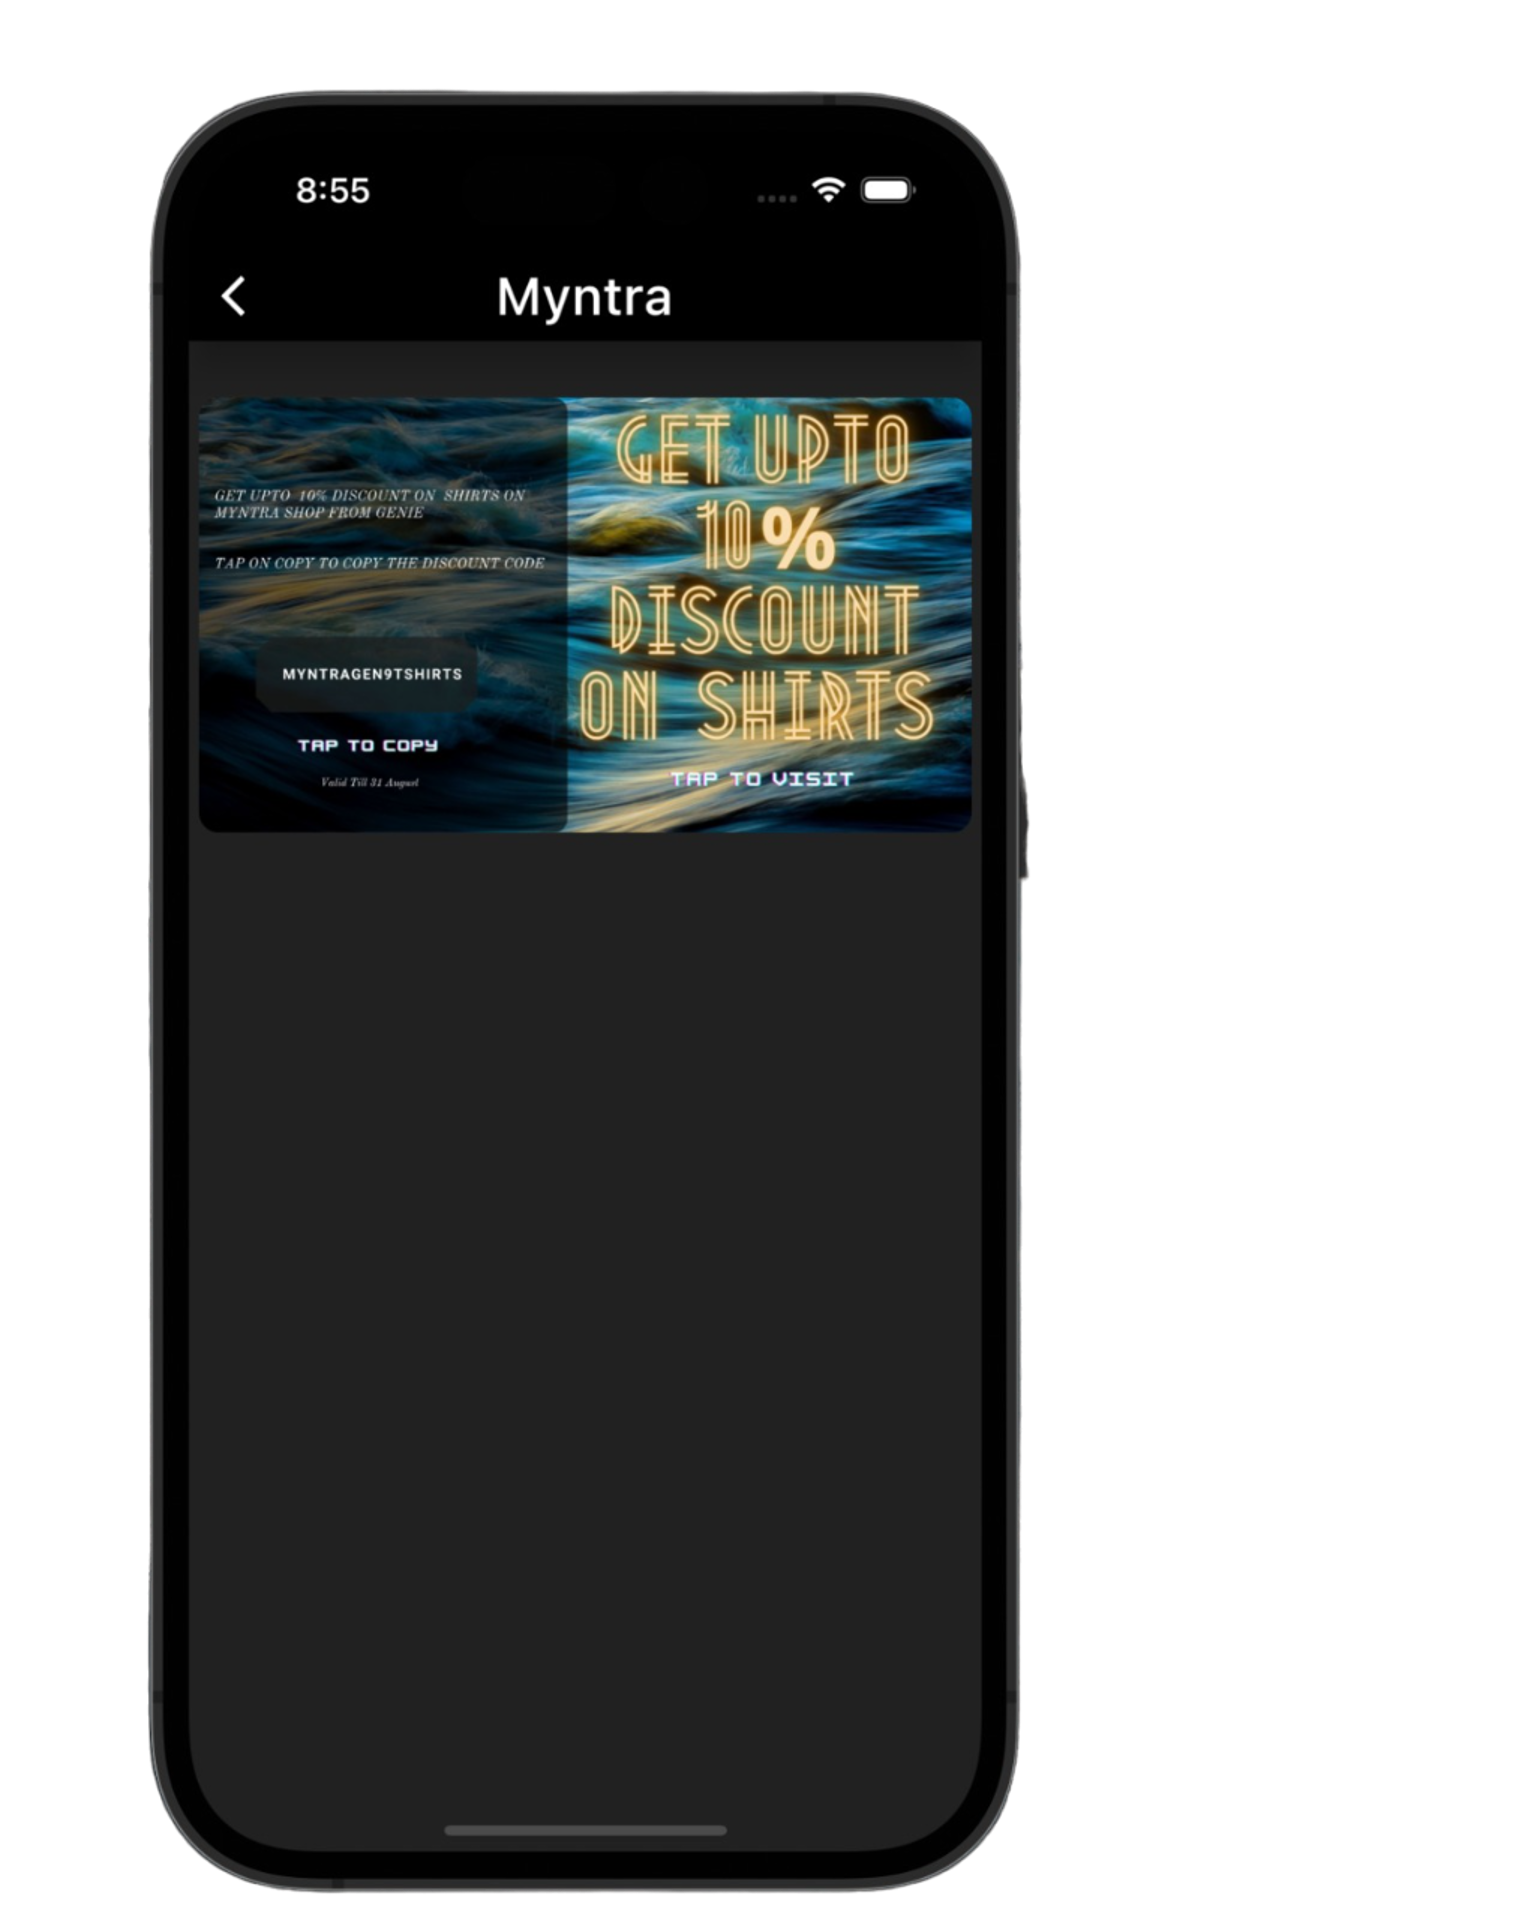 8:55
Myntra
GET UPTO 10% DISCOUNT ON SHIRTS ON
MYNTRA SHOP FROM GENIE
TAP ON COPY TO COPY THE DISCOUNT CODE
MYNTRAGEN9TSHIRTS
TAP TO COPY
Valid Till 31 August
GET UPTO
10%
DISCOUNT
ON SHIRTS
TAP TO VISIT